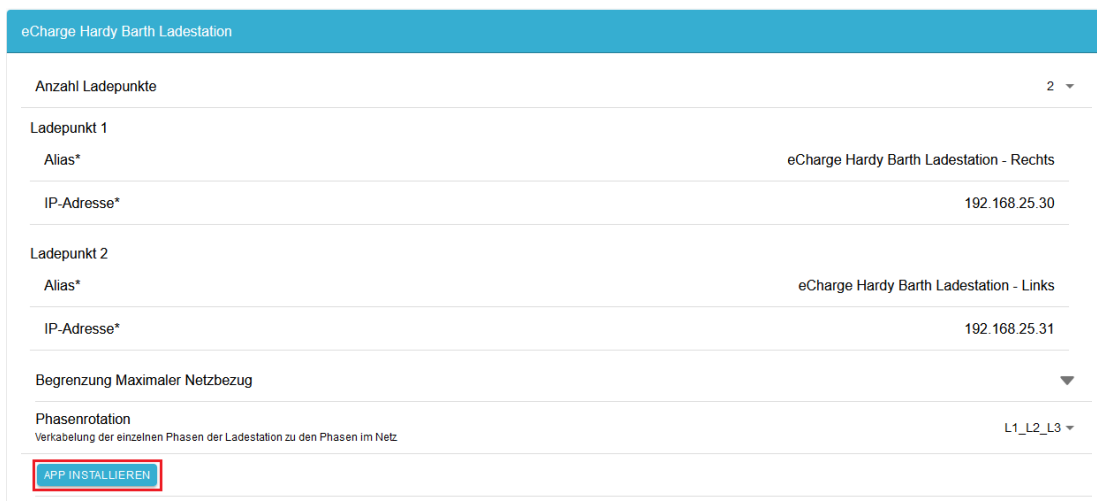 eCharge Hardy Barth Ladestation
Anzahl Ladepunkte 2
Ladepunkt 1
Alias* eCharge Hardy Barth Ladestation - Rechts
IP-Adresse* 192.168.25.30
Ladepunkt 2
Alias* eCharge Hardy Barth Ladestation - Links
IP-Adresse* 192.168.25.31
Begrenzung Maximaler Netzbezug
Phasenrotation
Verkabelung der einzelnen Phasen der Ladestation zu den Phasen im Netz
L1_L2_L3
APP INSTALLIEREN